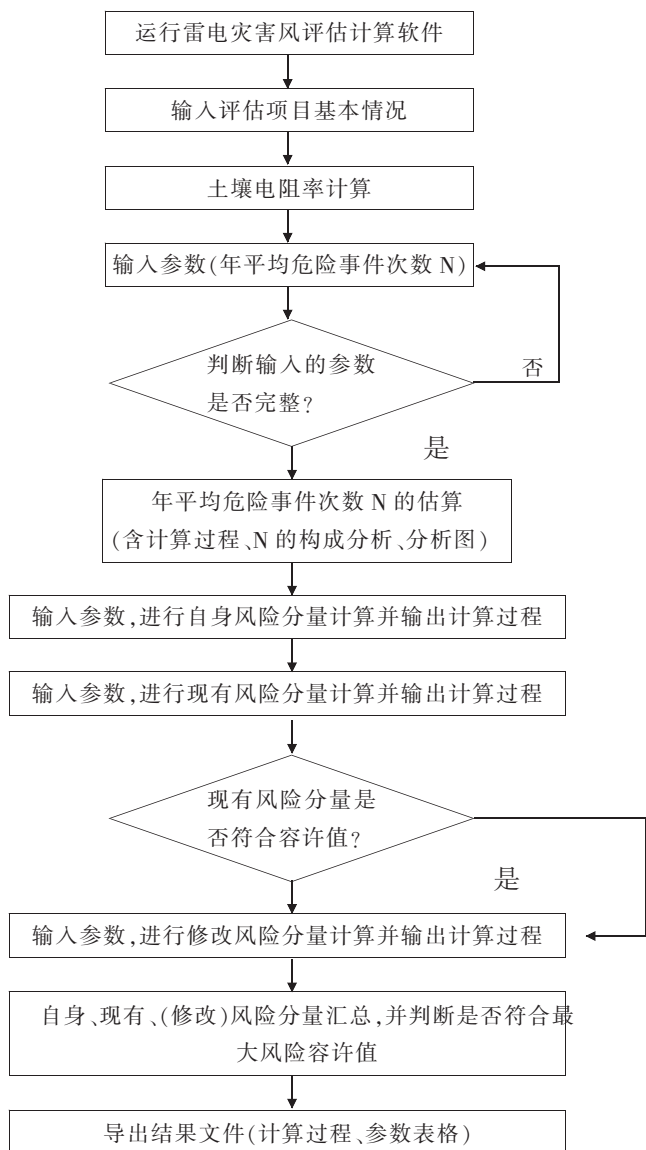 运行雷电灾害风评估计算软件
输入评估项目基本情况
土壤电阻率计算
输入参数(年平均危险事件次数 N)
判断输入的参数
是否完整?
否
是
年平均危险事件次数 N 的估算
(含计算过程、N 的构成分析、分析图)
输入参数,进行自身风险分量计算并输出计算过程
输入参数,进行现有风险分量计算并输出计算过程
现有风险分量是
否符合容许值?
是
输入参数,进行修改风险分量计算并输出计算过程
自身、现有、(修改)风险分量汇总,并判断是否符合最
大风险容许值
导出结果文件(计算过程、参数表格)